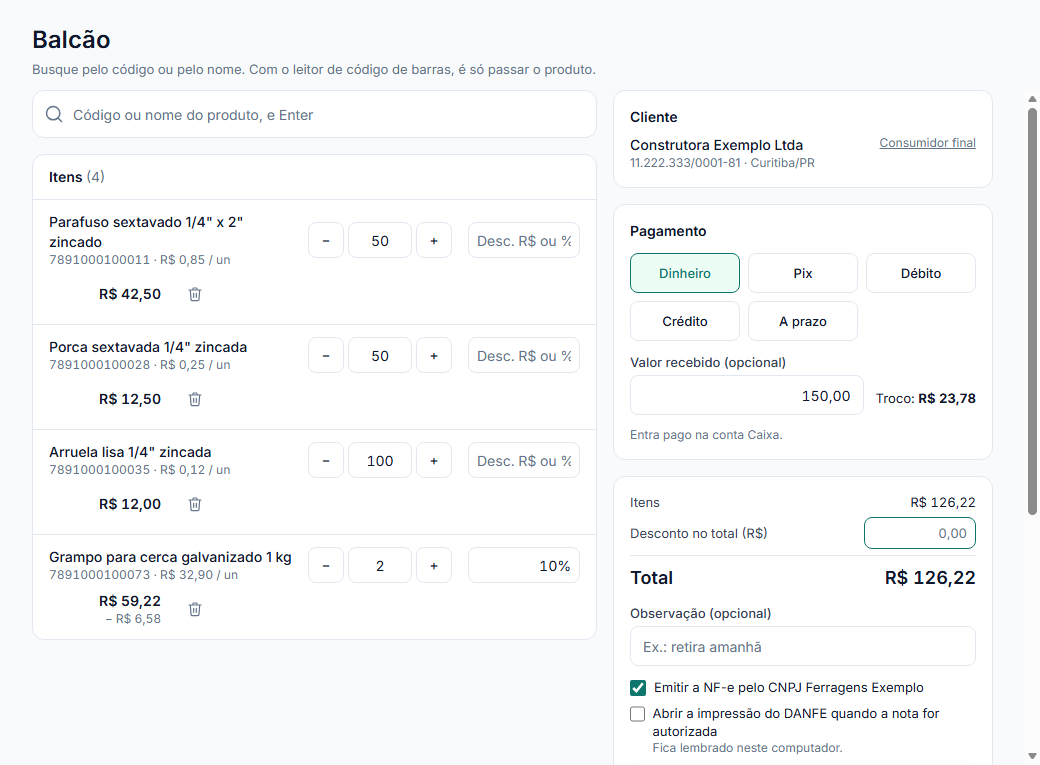 Balcão
Busque pelo código ou pelo nome. Com o leitor de código de barras, é só passar o produto.
Código ou nome do produto, e Enter
Itens (4)
Parafuso sextavado 1/4" x 2"
zincado
7891000100011 · R$ 0,85 / un
− 50 + Desc. R$ ou %
R$ 42,50
Porca sextavada 1/4" zincada
7891000100028 · R$ 0,25 / un
− 50 + Desc. R$ ou %
R$ 12,50
Arruela lisa 1/4" zincada
7891000100035 · R$ 0,12 / un
− 100 + Desc. R$ ou %
R$ 12,00
Grampo para cerca galvanizado 1 kg
7891000100073 · R$ 32,90 / un
− 2 + 10%
R$ 59,22
− R$ 6,58
Cliente
Construtora Exemplo Ltda
Consumidor final
11.222.333/0001-81 · Curitiba/PR
Pagamento
Dinheiro Pix Débito
Crédito A prazo
Valor recebido (opcional)
150,00 Troco: R$ 23,78
Entra pago na conta Caixa.
Itens R$ 126,22
Desconto no total (R$) 0,00
Total R$ 126,22
Observação (opcional)
Ex.: retira amanhã
Emitir a NF-e pelo CNPJ Ferragens Exemplo
Abrir a impressão do DANFE quando a nota for
autorizada
Fica lembrado neste computador.